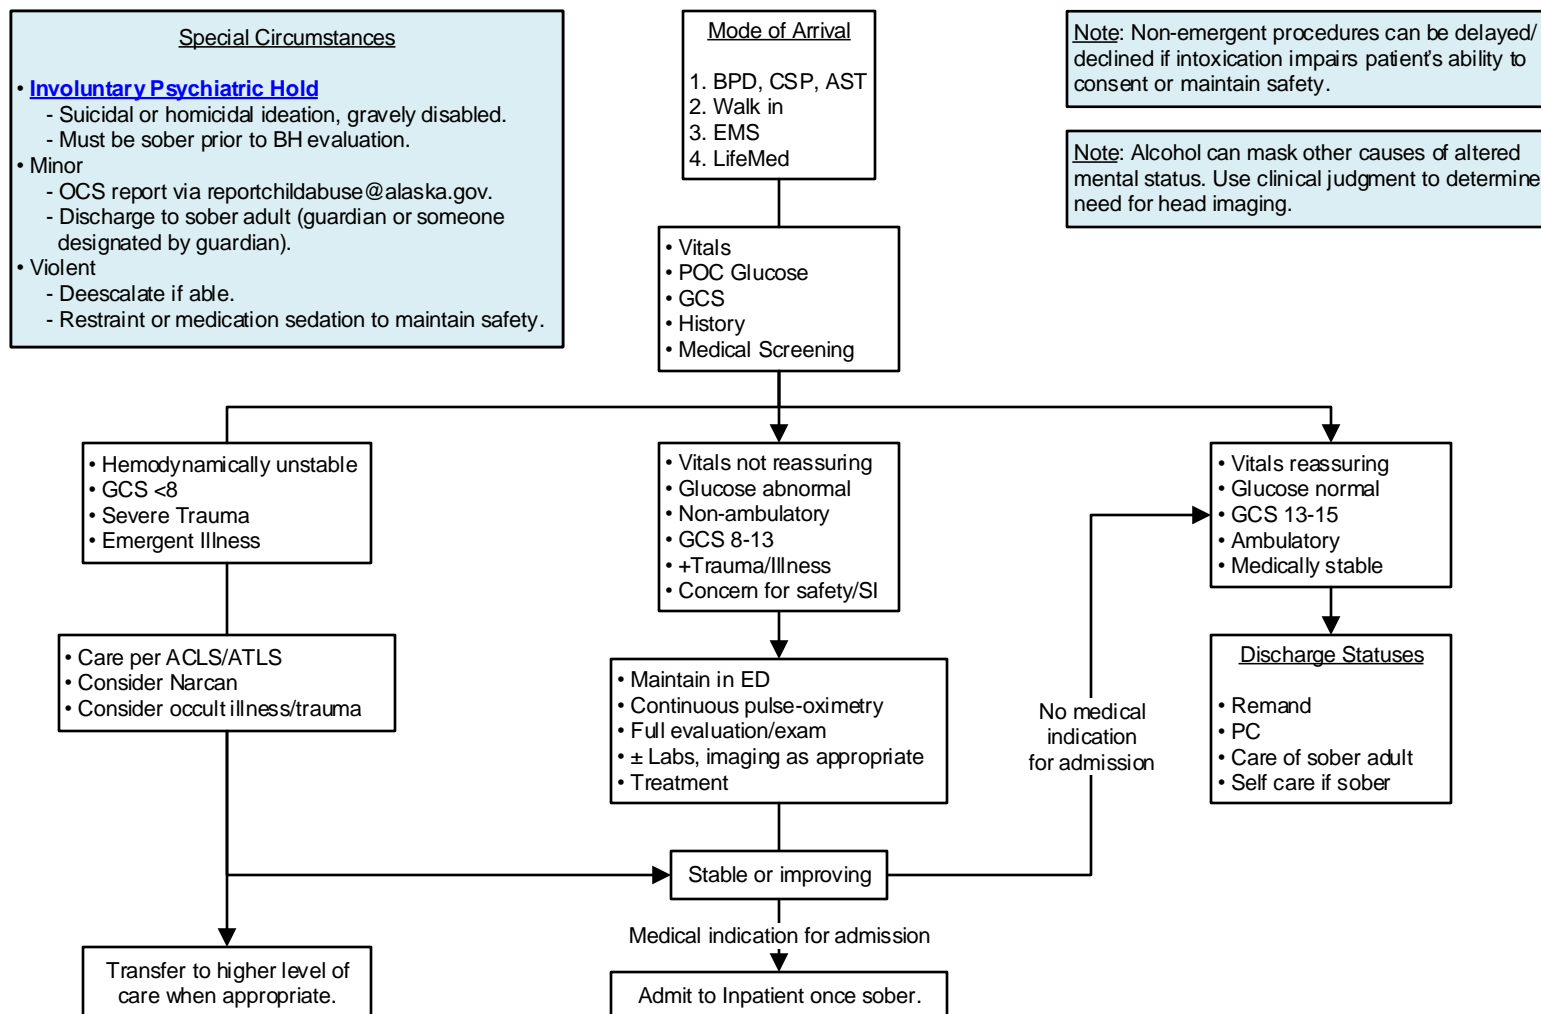 Special Circumstances
• Involuntary Psychiatric Hold
- Suicidal or homicidal ideation, gravely disabled.
- Must be sober prior to BH evaluation.
• Minor
- OCS report via reportchildabuse@alaska.gov.
- Discharge to sober adult (guardian or someone
designated by guardian).
• Violent
- Deescalate if able.
- Restraint or medication sedation to maintain safety.
Mode of Arrival
1. BPD, CSP, AST
2. Walk in
3. EMS
4. LifeMed
Note: Non-emergent procedures can be delayed/
declined if intoxication impairs patient's ability to
consent or maintain safety.
Note: Alcohol can mask other causes of altered
mental status. Use clinical judgment to determine
need for head imaging.
• Vitals
• POC Glucose
• GCS
• History
• Medical Screening
• Hemodynamically unstable
• GCS <8
• Severe Trauma
• Emergent Illness
• Vitals not reassuring
• Glucose abnormal
• Non-ambulatory
• GCS 8-13
• +Trauma/Illness
• Concern for safety/SI
• Vitals reassuring
• Glucose normal
• GCS 13-15
• Ambulatory
• Medically stable
• Care per ACLS/ATLS
• Consider Narcan
• Consider occult illness/trauma
• Maintain in ED
• Continuous pulse-oximetry
• Full evaluation/exam
• ± Labs, imaging as appropriate
• Treatment
No medical
indication
for admission
Discharge Statuses
• Remand
• PC
• Care of sober adult
• Self care if sober
Stable or improving
Medical indication for admission
Transfer to higher level of
care when appropriate.
Admit to Inpatient once sober.